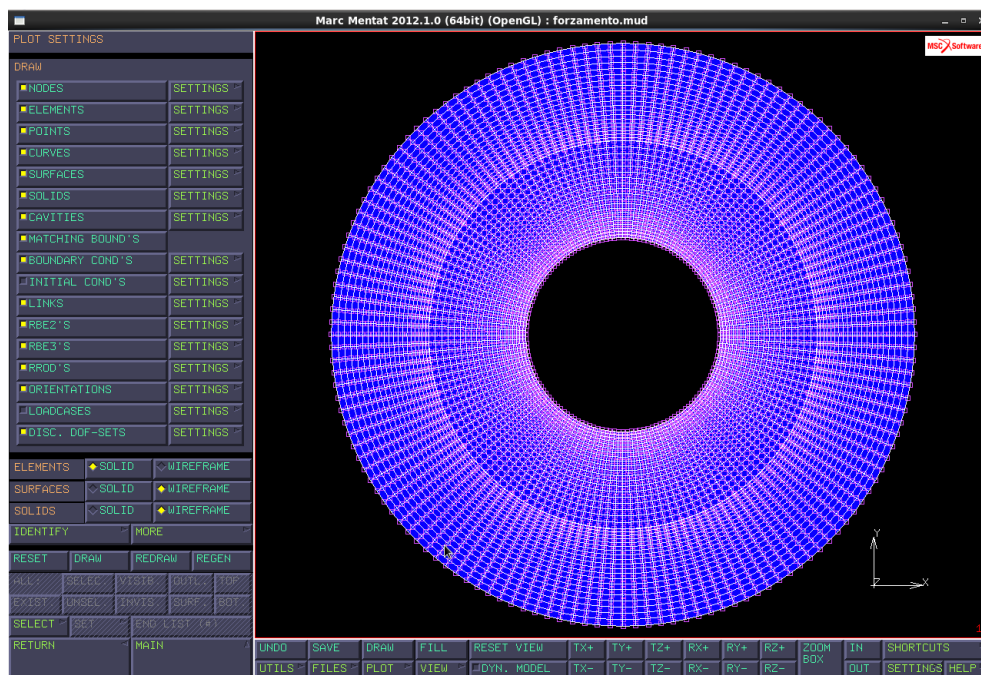 Marc Mentat 2012.1.0 (64bit) (OpenGL) : forzamento.mud
PLOT SETTINGS
MSC Software
DRAW
NODES SETTINGS
ELEMENTS SETTINGS
POINTS SETTINGS
CURVES SETTINGS
SURFACES SETTINGS
SOLIDS SETTINGS
CAVITIES SETTINGS
MATCHING BOUND'S
BOUNDARY COND'S SETTINGS
INITIAL COND'S SETTINGS
LINKS SETTINGS
RBE2'S SETTINGS
RBE3'S SETTINGS
RROD'S SETTINGS
ORIENTATIONS SETTINGS
LOADCASES SETTINGS
DISC. DOF-SETS SETTINGS
ELEMENTS SOLID WIREFRAME
SURFACES SOLID WIREFRAME
SOLIDS SOLID WIREFRAME
IDENTIFY MORE
RESET DRAW REDRAW REGEN
ALL: SELEC. VISIB. OUTL. TOP
EXIST. UNSEL. INVIS. SURF. BOT.
SELECT SET END LIST (#)
RETURN MAIN
Y
Z X
1
UNDO SAVE DRAW FILL RESET VIEW TX+ TY+ TZ+ RX+ RY+ RZ+ ZOOM BOX IN SHORTCUTS
UTILS FILES PLOT VIEW DYN. MODEL TX- TY- TZ- RX- RY- RZ- OUT SETTINGS HELP